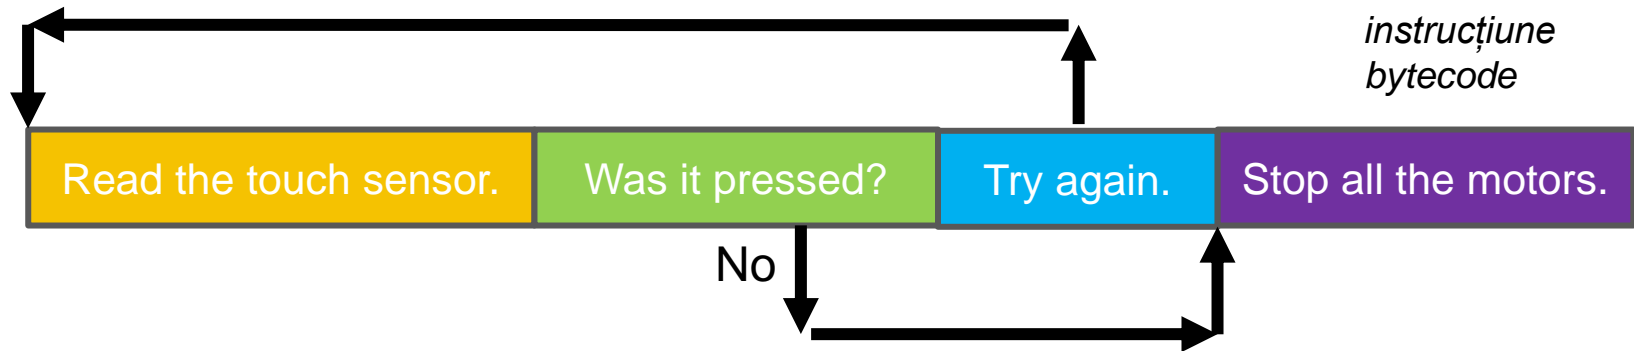 instrucțiune
bytecode
Read the touch sensor. Was it pressed? Try again. Stop all the motors.
No